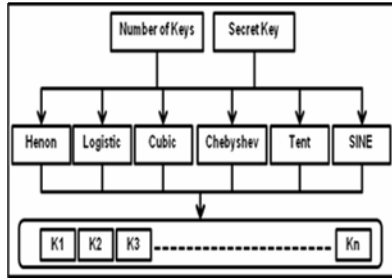 Number of Keys Secret Key
Henon Logistic Cubic Chebyshev Tent SINE
K1 K2 K3 Kn